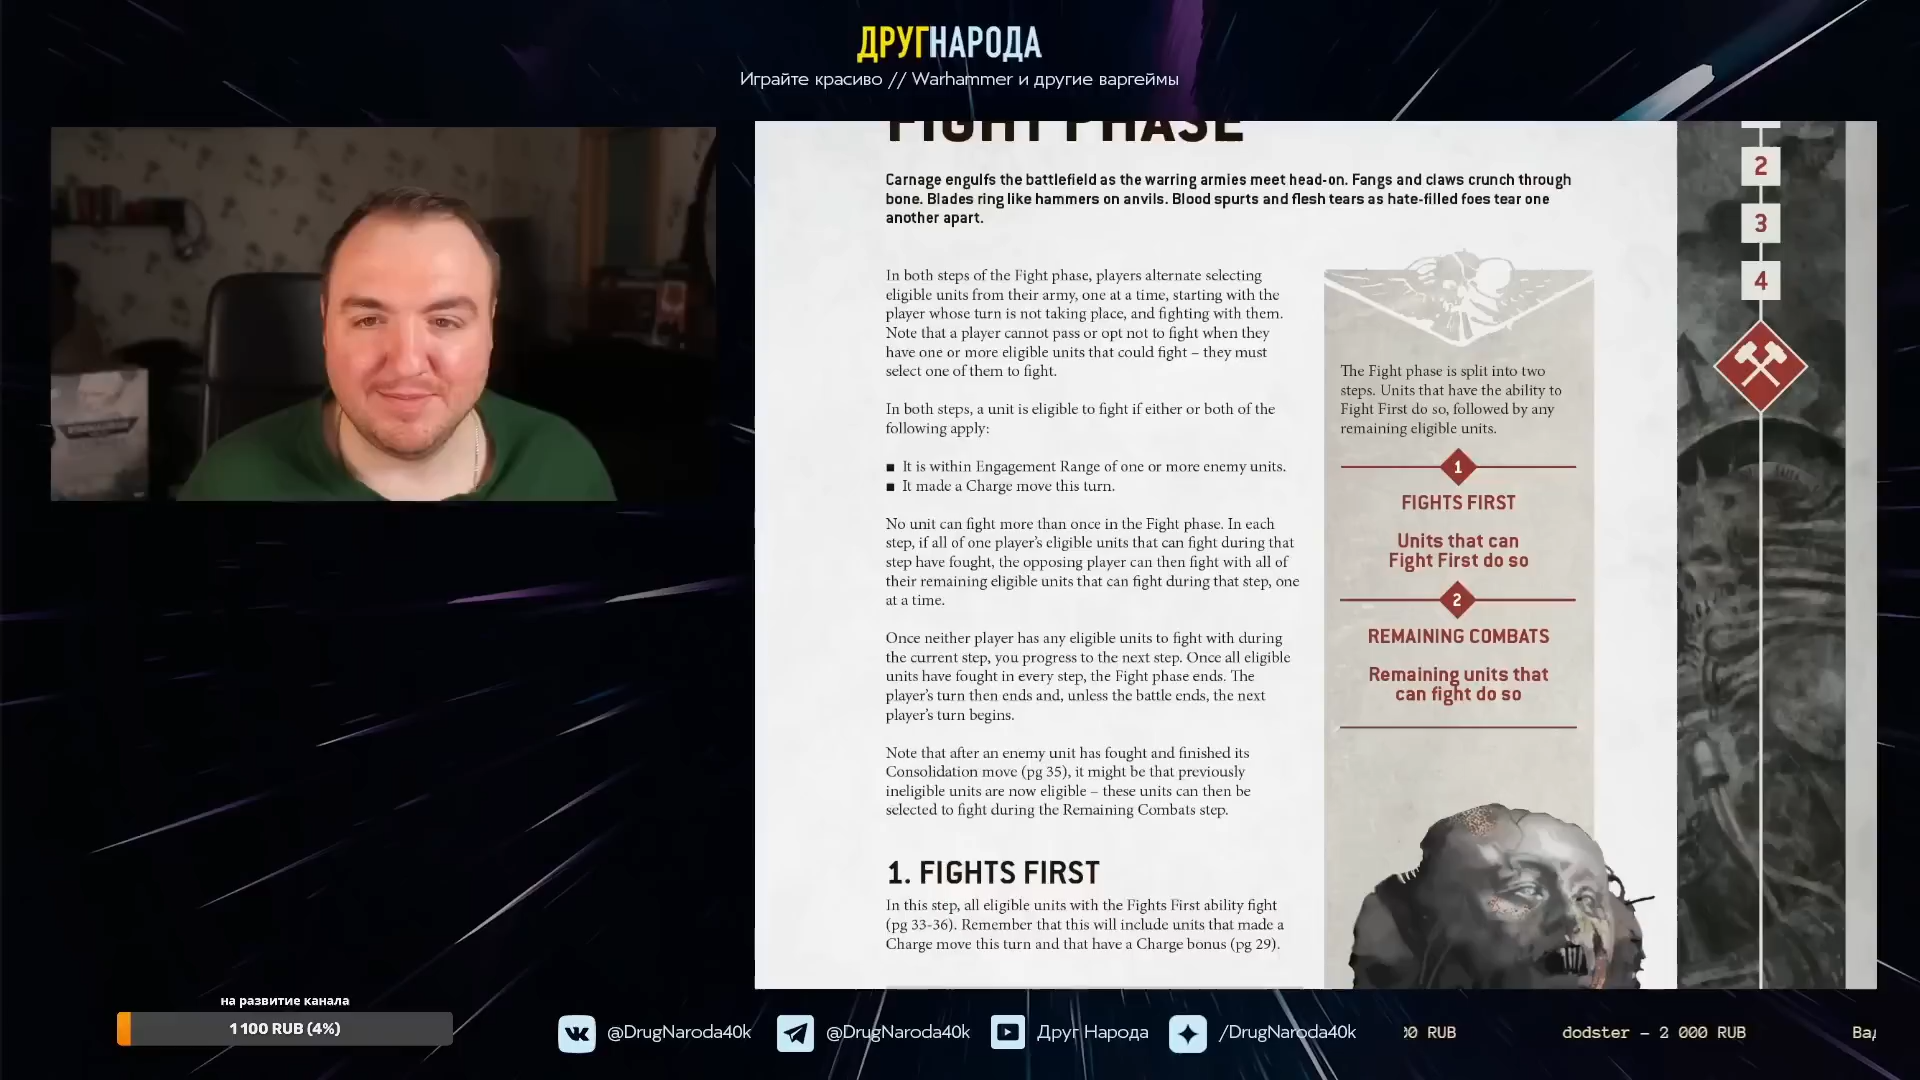 ДРУГНАРОДА
Играйте красиво // Warhammer и другие варгеймы
FIGHT PHASE
Carnage engulfs the battlefield as the warring armies meet head-on. Fangs and claws crunch through
bone. Blades ring like hammers on anvils. Blood spurts and flesh tears as hate-filled foes tear one
another apart.
In both steps of the Fight phase, players alternate selecting
eligible units from their army, one at a time, starting with the
player whose turn is not taking place, and fighting with them.
Note that a player cannot pass or opt not to fight when they
have one or more eligible units that could fight – they must
select one of them to fight.
In both steps, a unit is eligible to fight if either or both of the
following apply:
■ It is within Engagement Range of one or more enemy units.
■ It made a Charge move this turn.
No unit can fight more than once in the Fight phase. In each
step, if all of one player’s eligible units that can fight during that
step have fought, the opposing player can then fight with all of
their remaining eligible units that can fight during that step, one
at a time.
Once neither player has any eligible units to fight with during
the current step, you progress to the next step. Once all eligible
units have fought in every step, the Fight phase ends. The
player’s turn then ends and, unless the battle ends, the next
player’s turn begins.
Note that after an enemy unit has fought and finished its
Consolidation move (pg 35), it might be that previously
ineligible units are now eligible – these units can then be
selected to fight during the Remaining Combats step.
1. FIGHTS FIRST
In this step, all eligible units with the Fights First ability fight
(pg 33-36). Remember that this will include units that made a
Charge move this turn and that have a Charge bonus (pg 29).
The Fight phase is split into two
steps. Units that have the ability to
Fight First do so, followed by any
remaining eligible units.
1
FIGHTS FIRST
Units that can
Fight First do so
2
REMAINING COMBATS
Remaining units that
can fight do so
2
3
4
на развитие канала
1 100 RUB (4%)
@DrugNaroda40k
@DrugNaroda40k
Друг Народа
/DrugNaroda40k
0 RUB
dodster – 2 000 RUB